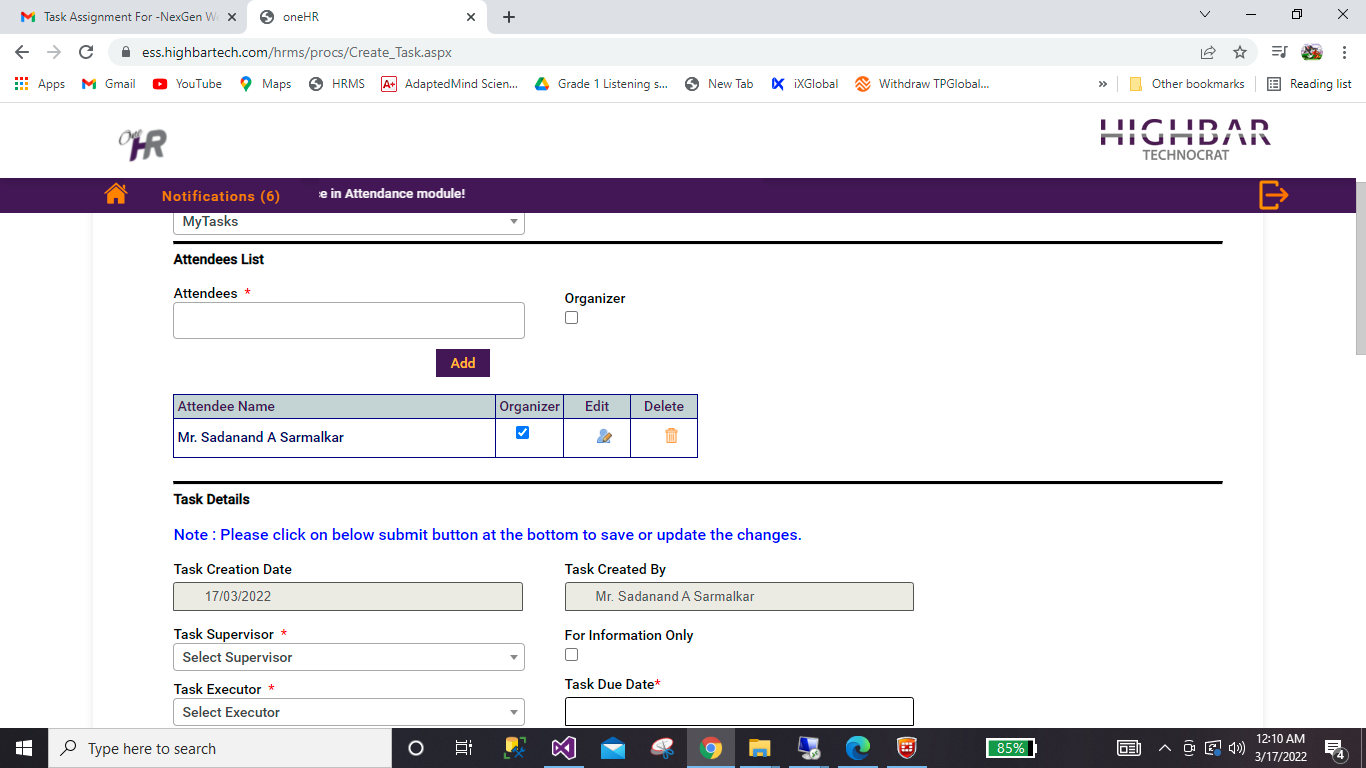 Task Assignment For -NexGen W
oneHR
ess.highbartech.com/hrms/procs/Create_Task.aspx
Apps Gmail YouTube Maps HRMS AdaptedMind Scien... Grade 1 Listening s... New Tab iXGlobal Withdraw TPGlobal... » Other bookmarks Reading list
One HR
HIGHBAR
TECHNOCRAT
Notifications (6) e in Attendance module!
MyTasks
Attendees List
Attendees *
Organizer
Add
Attendee Name Organizer Edit Delete
Mr. Sadanand A Sarmalkar
Task Details
Note : Please click on below submit button at the bottom to save or update the changes.
Task Creation Date Task Created By
17/03/2022 Mr. Sadanand A Sarmalkar
Task Supervisor * For Information Only
Select Supervisor
Task Executor * Task Due Date*
Select Executor
Type here to search
85%
12:10 AM
3/17/2022
4